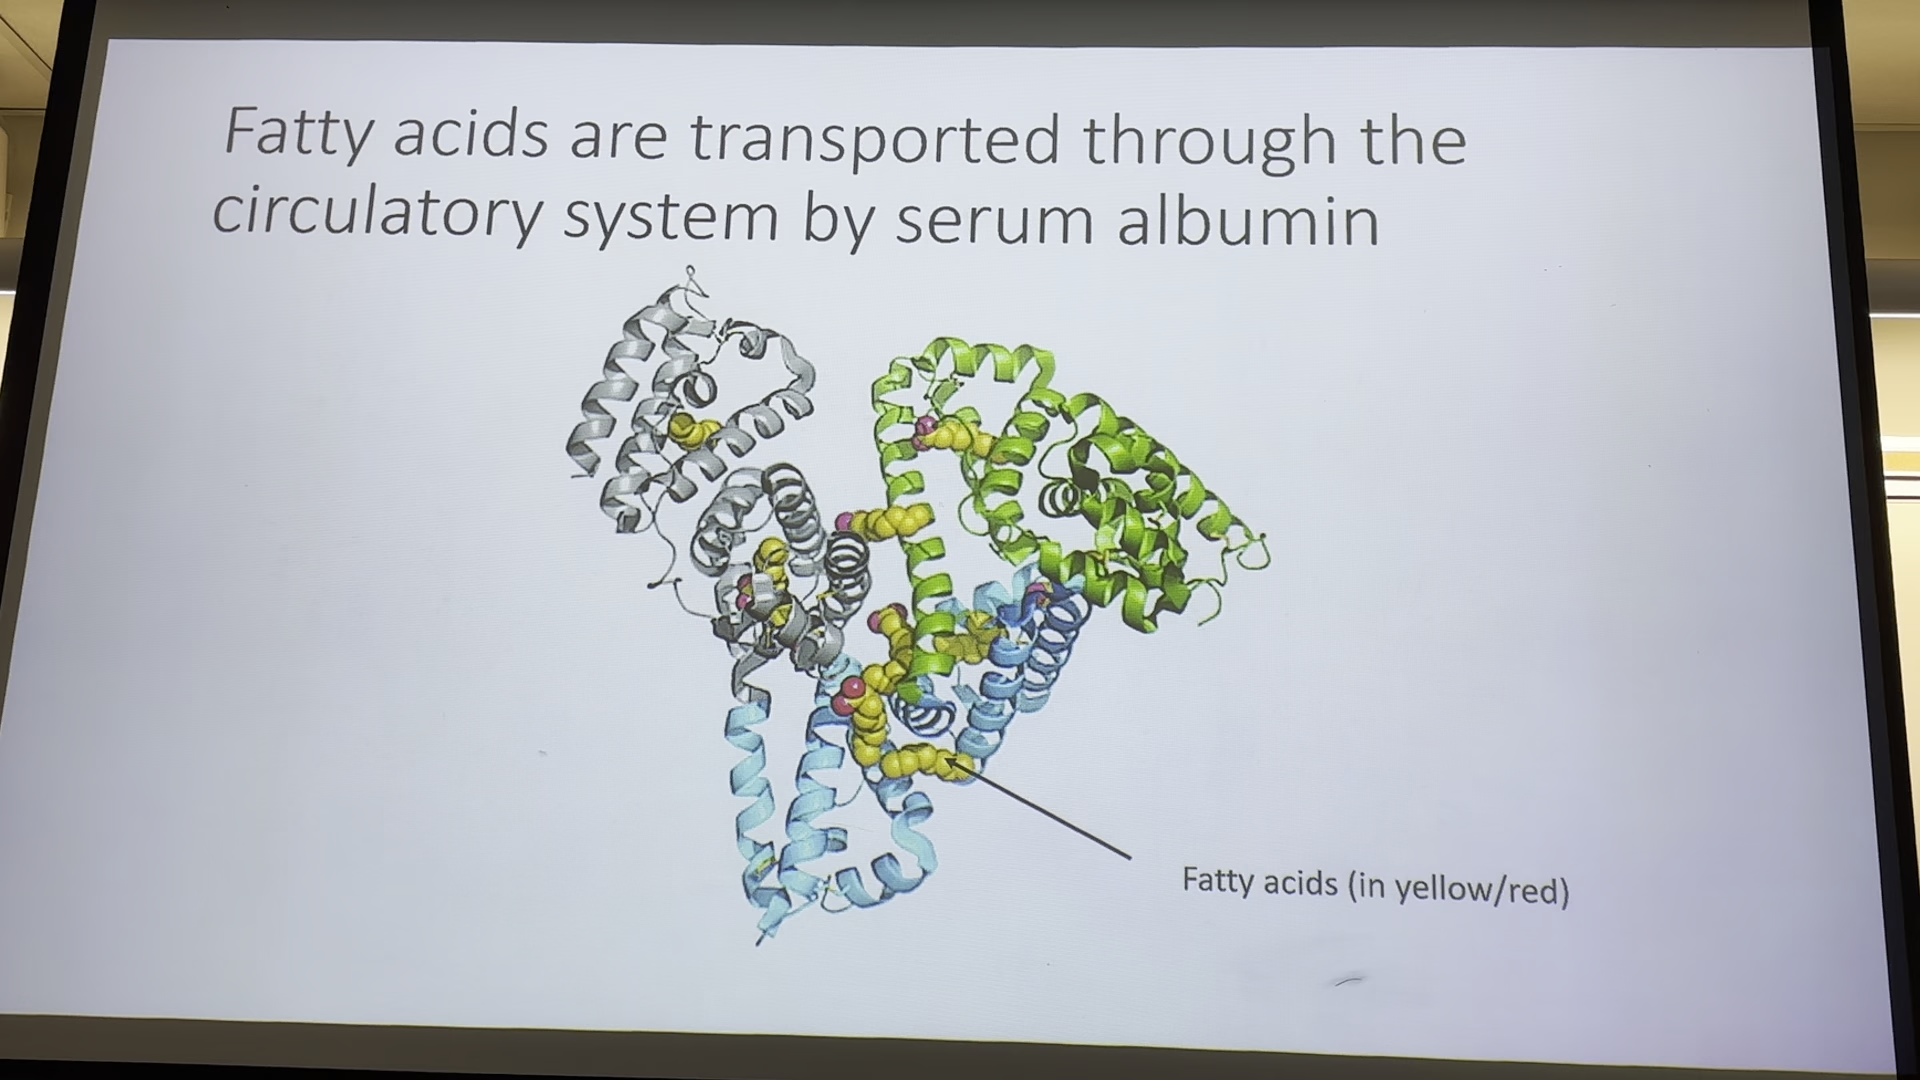 Fatty acids are transported through the
circulatory system by serum albumin
Fatty acids (in yellow/red)